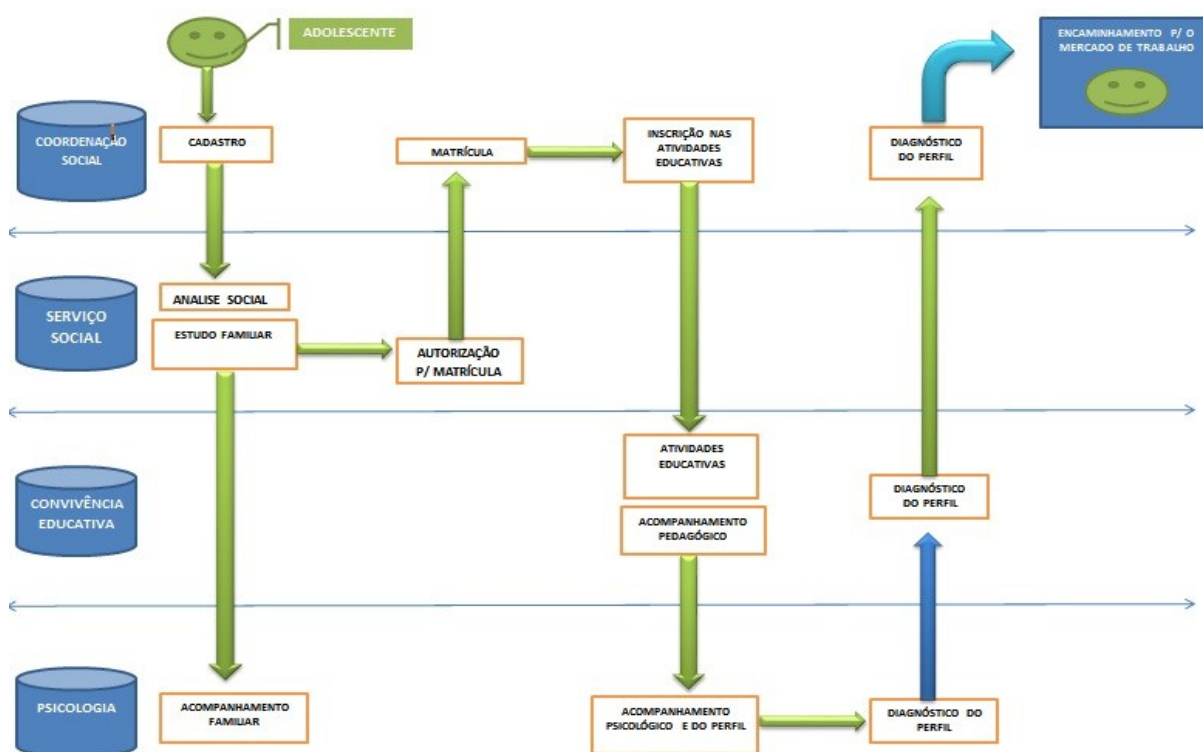 ADOLESCENTE
ENCAMINHAMENTO P/ O
MERCADO DE TRABALHO
COORDENAÇÃO
SOCIAL
CADASTRO
MATRÍCULA
INSCRIÇÃO NAS
ATIVIDADES
EDUCATIVAS
DIAGNÓSTICO
DO PERFIL
SERVIÇO
SOCIAL
ANALISE SOCIAL
ESTUDO FAMILIAR
AUTORIZAÇÃO
P/ MATRÍCULA
CONVIVÊNCIA
EDUCATIVA
ATIVIDADES
EDUCATIVAS
ACOMPANHAMENTO
PEDAGÓGICO
DIAGNÓSTICO
DO PERFIL
PSICOLOGIA
ACOMPANHAMENTO
FAMILIAR
ACOMPANHAMENTO
PSICOLÓGICO E DO PERFIL
DIAGNÓSTICO DO
PERFIL